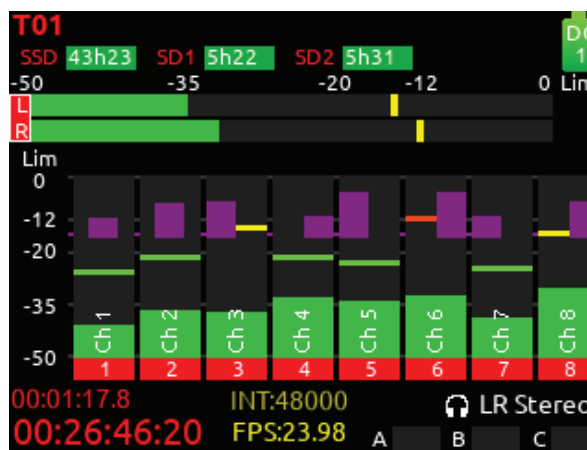 T01
DC
SSD 43h23 SD1 5h22 SD2 5h31
1
-50 -35 -20 -12 0 Lim
L
R
Lim
0
-12
-20
-35
-50
Ch 1 Ch 2 Ch 3 Ch 4 Ch 5 Ch 6 Ch 7 Ch 8
1 2 3 4 5 6 7 8
00:01:17.8 INT:48000 LR Stereo
00:26:46:20 FPS:23.98 A B C